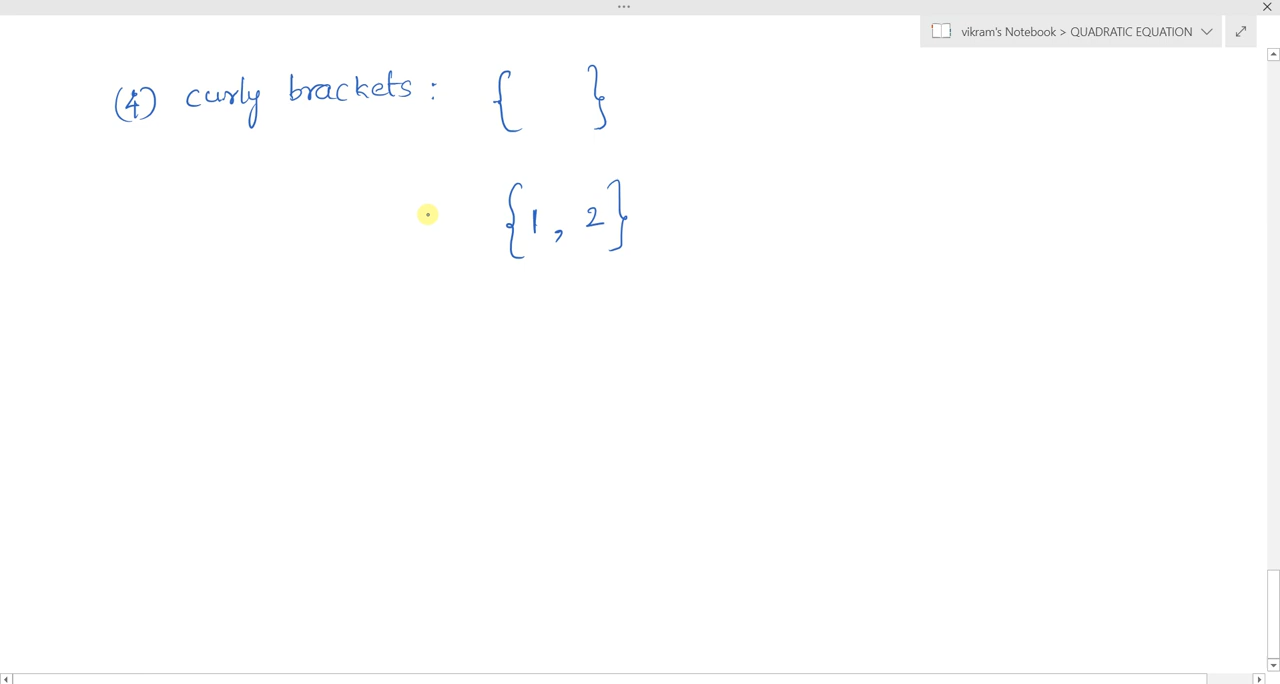 vikram's Notebook > QUADRATIC EQUATION
(4) curly brackets : { }
{1, 2}